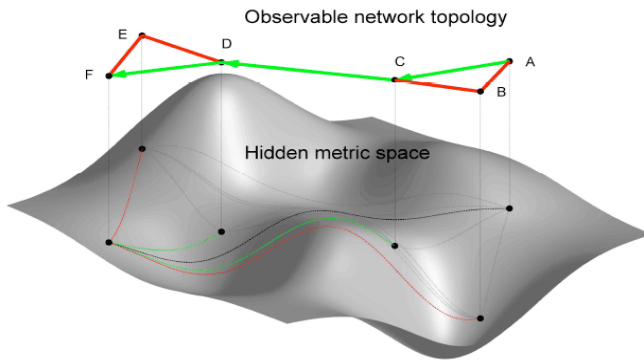 Observable network topology
E
D
F
C
A
B
Hidden metric space